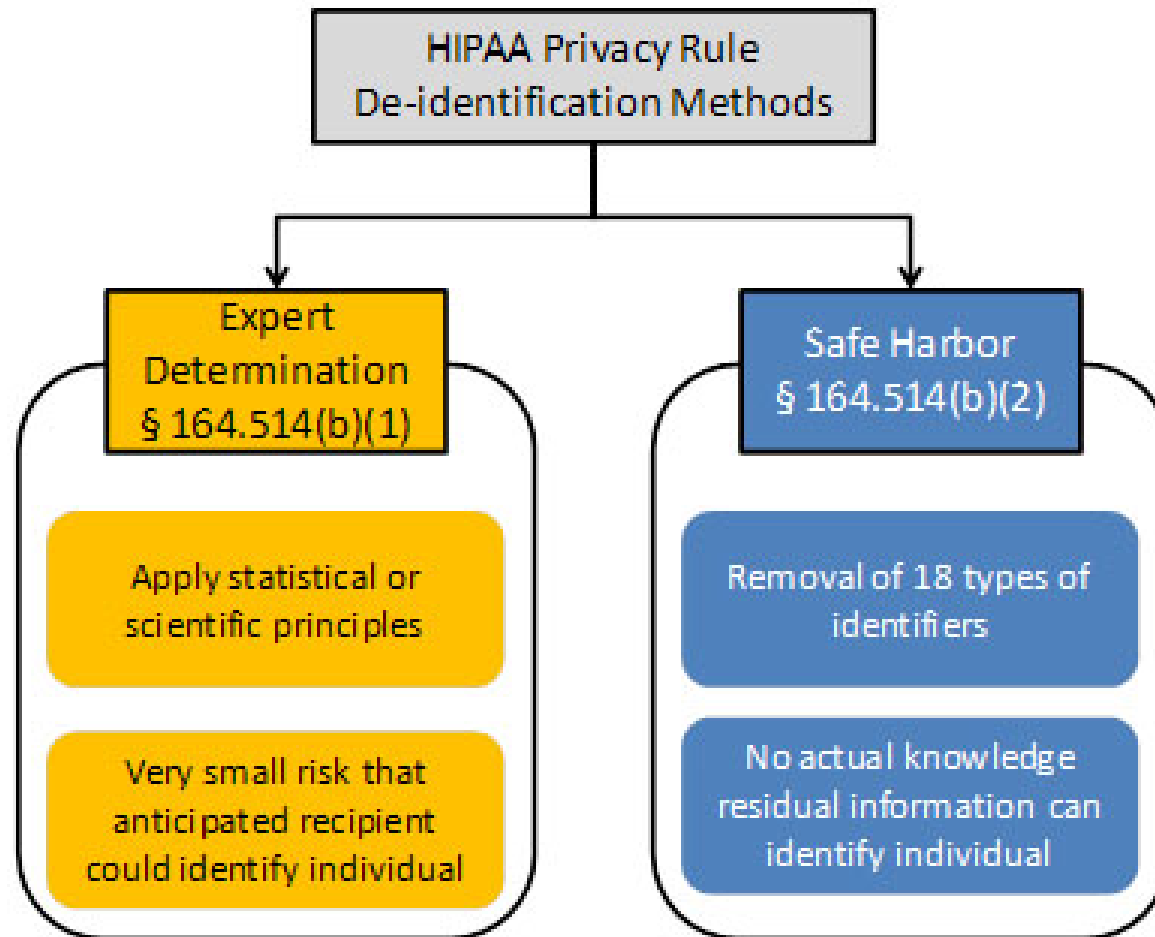 HIPAA Privacy Rule
De-identification Methods
Expert
Determination
§ 164.514(b)(1)
Apply statistical or
scientific principles
Very small risk that
anticipated recipient
could identify individual
Safe Harbor
§ 164.514(b)(2)
Removal of 18 types of
identifiers
No actual knowledge
residual information can
identify individual